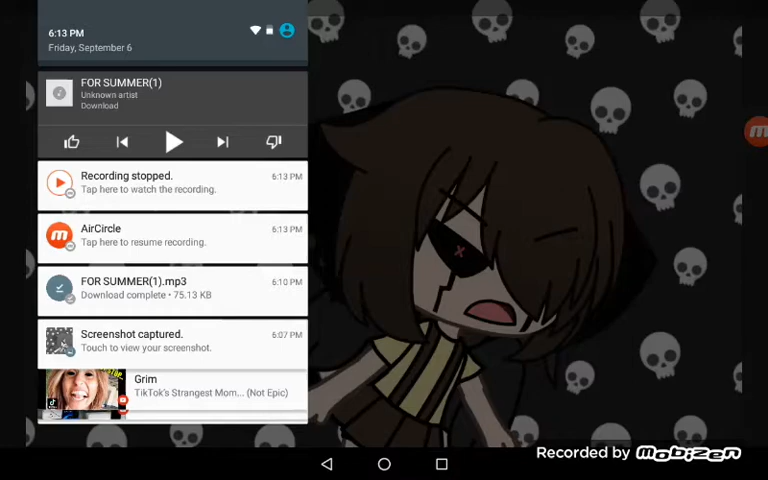 6:13 PM
Friday, September 6
FOR SUMMER(1)
Unknown artist
Download
Recording stopped.
6:13 PM
Tap here to watch the recording.
AirCircle
6:13 PM
Tap here to resume recording.
FOR SUMMER(1).mp3
6:10 PM
Download complete • 75.13 KB
Screenshot captured.
6:07 PM
Touch to view your screenshot.
Grim
TikTok's Strangest Mom... (Not Epic)
Recorded by Mobizen